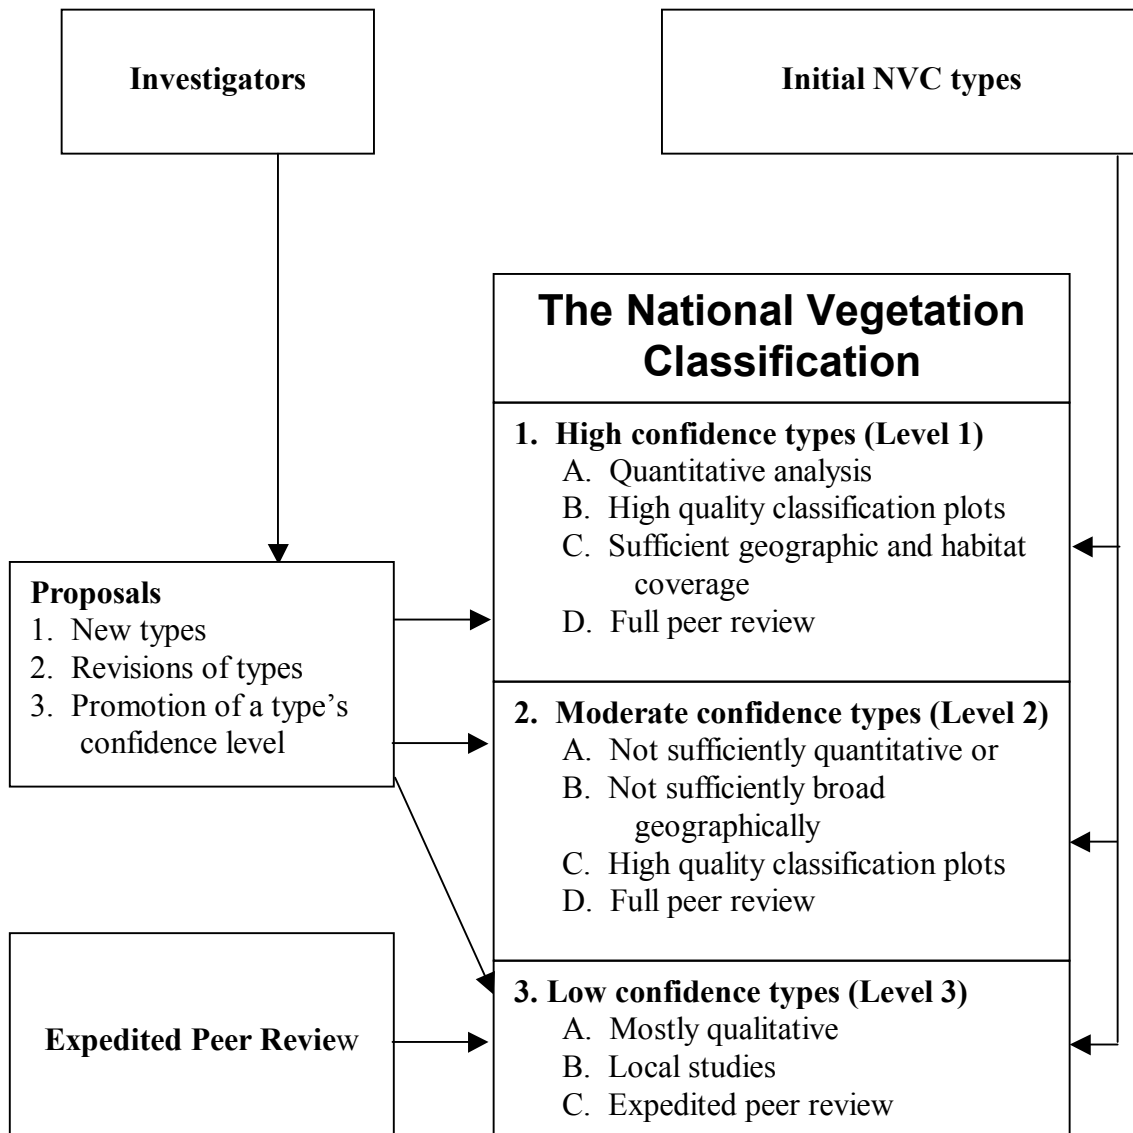 Investigators
Initial NVC types
The National Vegetation
Classification
1. High confidence types (Level 1)
A. Quantitative analysis
B. High quality classification plots
C. Sufficient geographic and habitat
coverage
D. Full peer review
Proposals
1. New types
2. Revisions of types
3. Promotion of a type’s
confidence level
2. Moderate confidence types (Level 2)
A. Not sufficiently quantitative or
B. Not sufficiently broad
geographically
C. High quality classification plots
D. Full peer review
Expedited Peer Review
3. Low confidence types (Level 3)
A. Mostly qualitative
B. Local studies
C. Expedited peer review